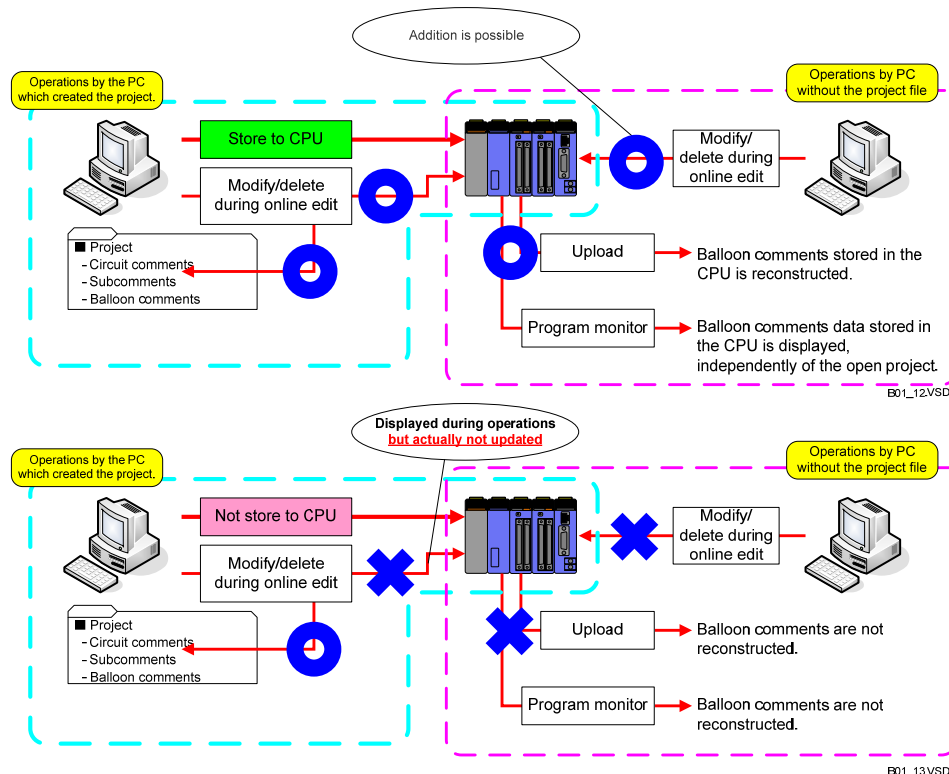 Addition is possible
Operations by the PC
which created the project.
Operations by PC
without the project file
Store to CPU
Modify/delete
during online edit
Modify/
delete during
online edit
Project
- Circuit comments
- Subcomments
- Balloon comments
Upload
Balloon comments stored in the
CPU is reconstructed.
Program monitor
Balloon comments data stored
in the CPU is displayed,
independently of the open project.
B01_12.VSD
Displayed during operations
but actually not updated
Operations by the PC
which created the project.
Operations by PC
without the project file
Not store to CPU
Modify/delete
during online edit
Modify/
delete during
online edit
Project
- Circuit comments
- Subcomments
- Balloon comments
Upload
Balloon comments are not
reconstructed.
Program monitor
Balloon comments are not
reconstructed.
B01_13.VSD